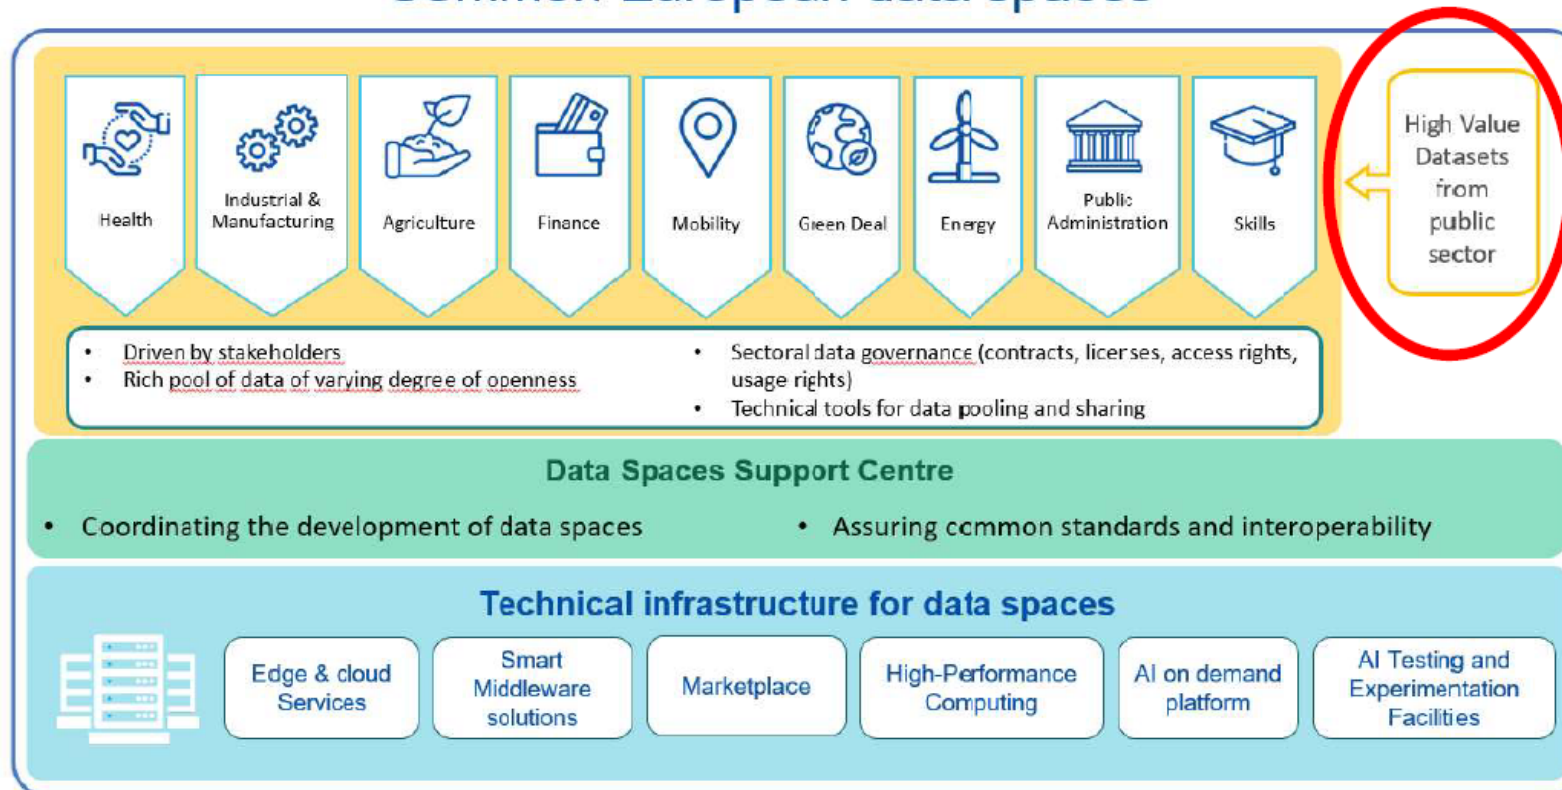 Common European data spaces
Health
Industrial &
Manufacturing
Agriculture
Finance
Mobility
Green Deal
Energy
Public
Administration
Skills
High Value
Datasets
from
public
sector
• Driven by stakeholders
• Rich pool of data of varying degree of openness
• Sectoral data governance (contracts, licenses, access rights,
usage rights)
• Technical tools for data pooling and sharing
Data Spaces Support Centre
• Coordinating the development of data spaces
• Assuring common standards and interoperability
Technical infrastructure for data spaces
Edge & cloud
Services
Smart
Middleware
solutions
Marketplace
High-Performance
Computing
AI on demand
platform
AI Testing and
Experimentation
Facilities